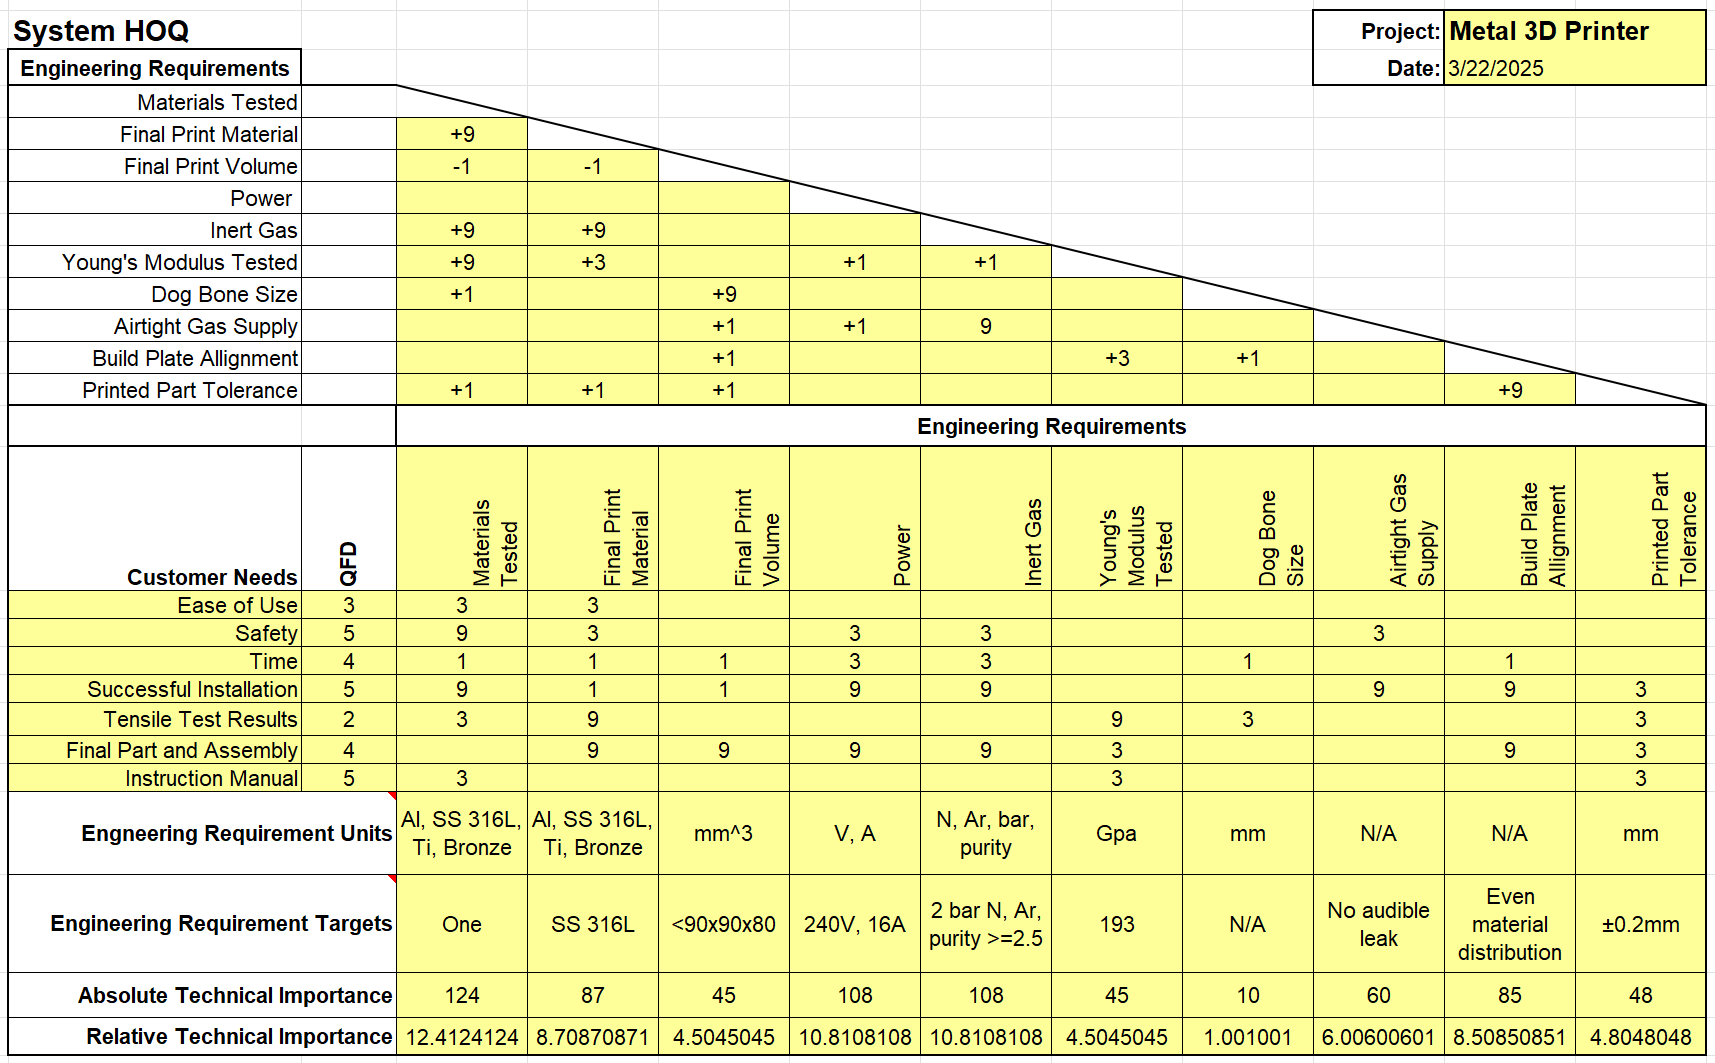 System HOQ
Project: Metal 3D Printer
Engineering Requirements
Date: 3/22/2025
Materials Tested
Final Print Material +9
Final Print Volume -1 -1
Power
Inert Gas +9 +9
Young's Modulus Tested +9 +3 +1 +1
Dog Bone Size +1 +9
Airtight Gas Supply +1 +1 9
Build Plate Allignment +1 +3 +1
Printed Part Tolerance +1 +1 +1 +9
Engineering Requirements
Customer Needs
QFD
Materials
Tested
Final Print
Material
Final Print
Volume
Power
Inert Gas
Young's
Modulus
Tested
Dog Bone
Size
Airtight Gas
Supply
Build Plate
Allignment
Printed Part
Tolerance
Ease of Use 3 3 3
Safety 5 9 3 3 3 3
Time 4 1 1 1 3 3 1 1
Successful Installation 5 9 1 1 9 9 9 9 3
Tensile Test Results 2 3 9 9 3 3
Final Part and Assembly 4 9 9 9 9 3 9 3
Instruction Manual 5 3 3 3
Engneering Requirement Units
Al, SS 316L,
Ti, Bronze
Al, SS 316L,
Ti, Bronze
mm^3
V, A
N, Ar, bar,
purity
Gpa
mm
N/A
N/A
mm
Engineering Requirement Targets
One
SS 316L
<90x90x80
240V, 16A
2 bar N, Ar,
purity >=2.5
193
N/A
No audible
leak
Even
material
distribution
±0.2mm
Absolute Technical Importance 124 87 45 108 108 45 10 60 85 48
Relative Technical Importance 12.4124124 8.70870871 4.5045045 10.8108108 10.8108108 4.5045045 1.001001 6.00600601 8.50850851 4.8048048